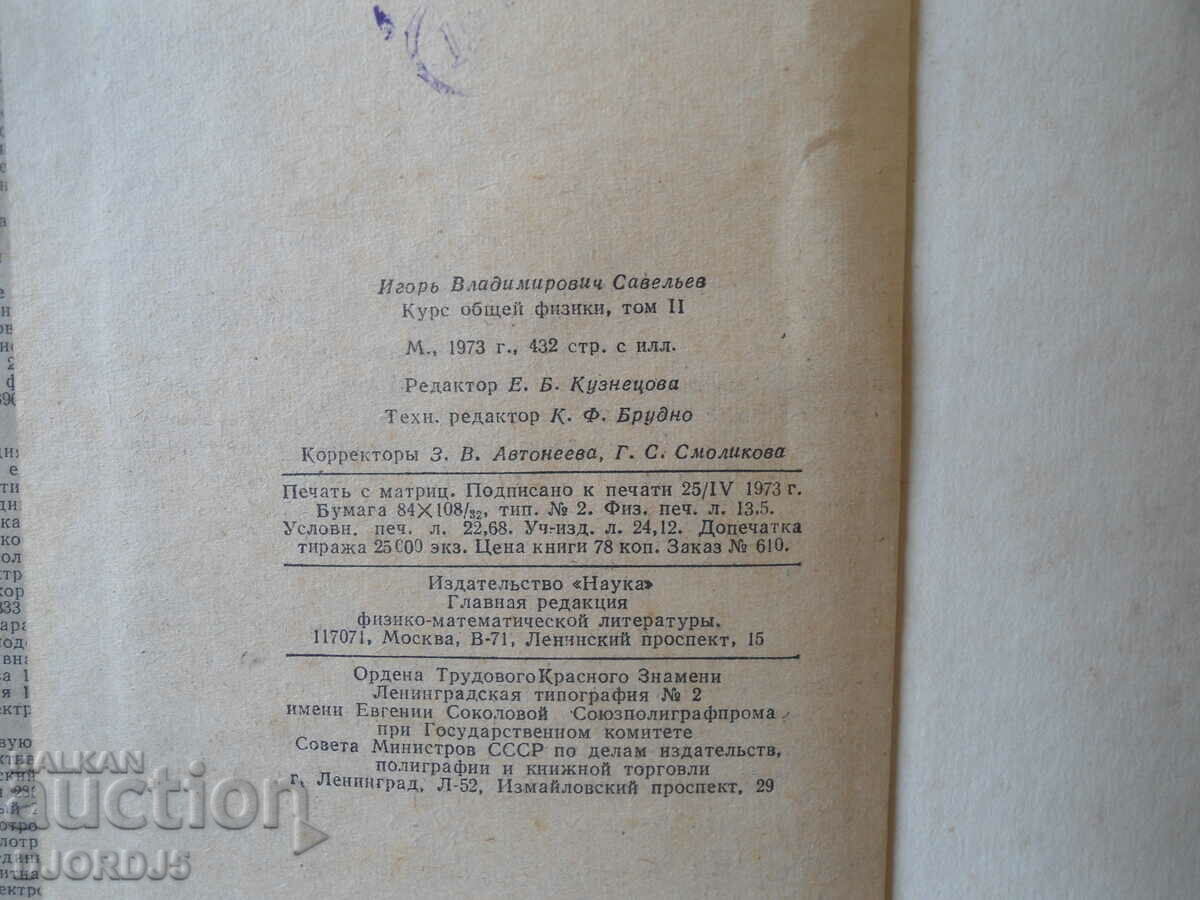 Игорь Владимирович Савельев
Курс общей физики, том II
М., 1973 г., 432 стр. с илл.
Редактор Е. Б. Кузнецова
Техн. редактор К. Ф. Брудно
Корректоры З. В. Автонеева, Г. С. Смоликова
Печать с матриц. Подписано к печати 25/IV 1973 г.
Бумага 84×108/32, тип. № 2. Физ. печ. л. 13,5.
Условн. печ. л. 22,68. Уч-изд. л. 24,12. Допечатка
тиража 25 000 экз. Цена книги 78 коп. Заказ № 610.
Издательство «Наука»
Главная редакция
физико-математической литературы.
117071, Москва, В-71, Ленинский проспект, 15
Ордена Трудового Красного Знамени
Ленинградская типография № 2
имени Евгении Соколовой Союзполиграфпрома
при Государственном комитете
Совета Министров СССР по делам издательств,
полиграфии и книжной торговли
г. Ленинград, Л-52, Измайловский проспект, 29
BALKAN
auction
DJORDJ5